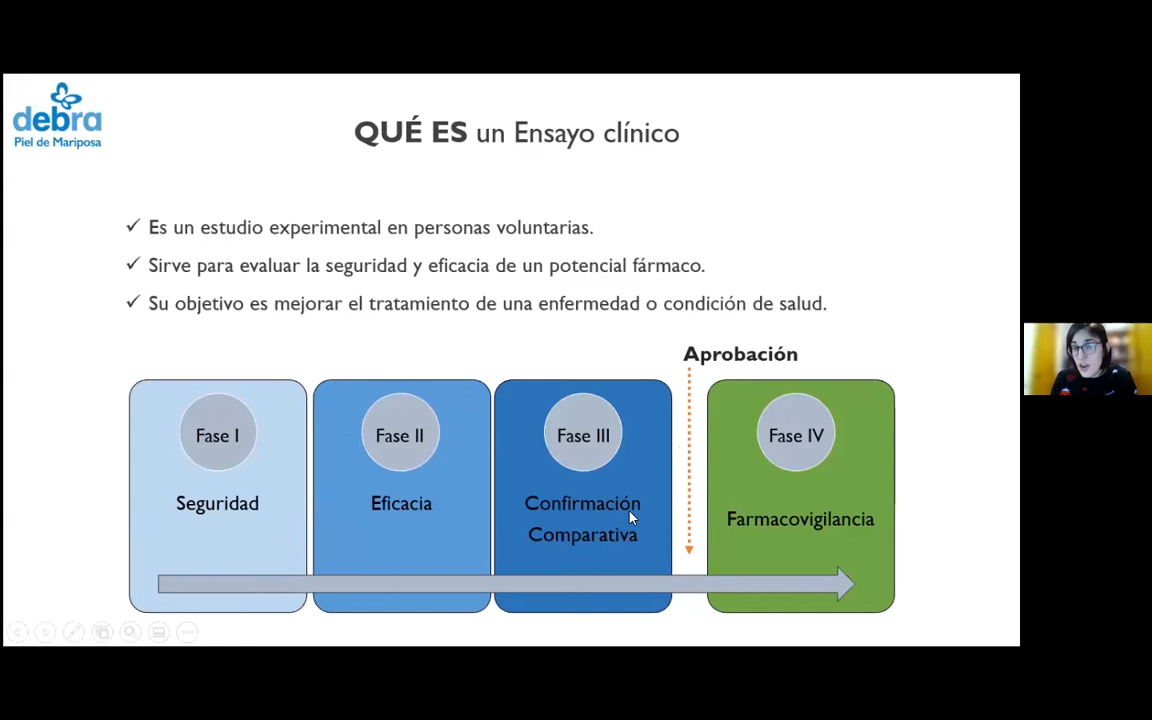 debra
Piel de Mariposa
QUÉ ES un Ensayo clínico
✓ Es un estudio experimental en personas voluntarias.
✓ Sirve para evaluar la seguridad y eficacia de un potencial fármaco.
✓ Su objetivo es mejorar el tratamiento de una enfermedad o condición de salud.
Aprobación
Fase I
Seguridad
Fase II
Eficacia
Fase III
Confirmación
Comparativa
Fase IV
Farmacovigilancia